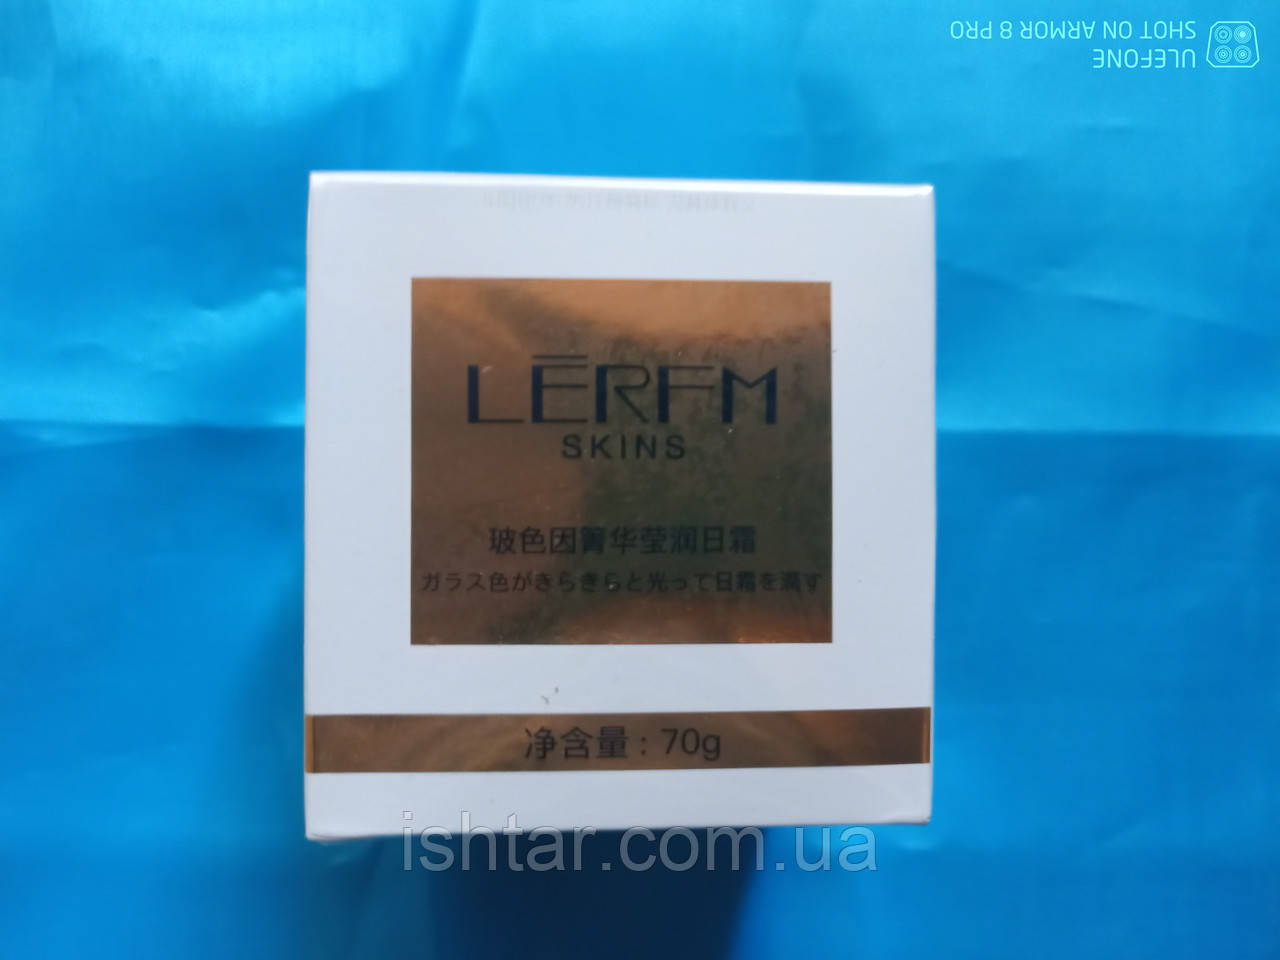 ULEFONE
SHOT ON ARMOR 8 PRO
LĒRFM
SKINS
玻色因菁华莹润日霜
ガラス色がきらきらと光って日霜を潤す
净含量：70g
ishtar.com.ua